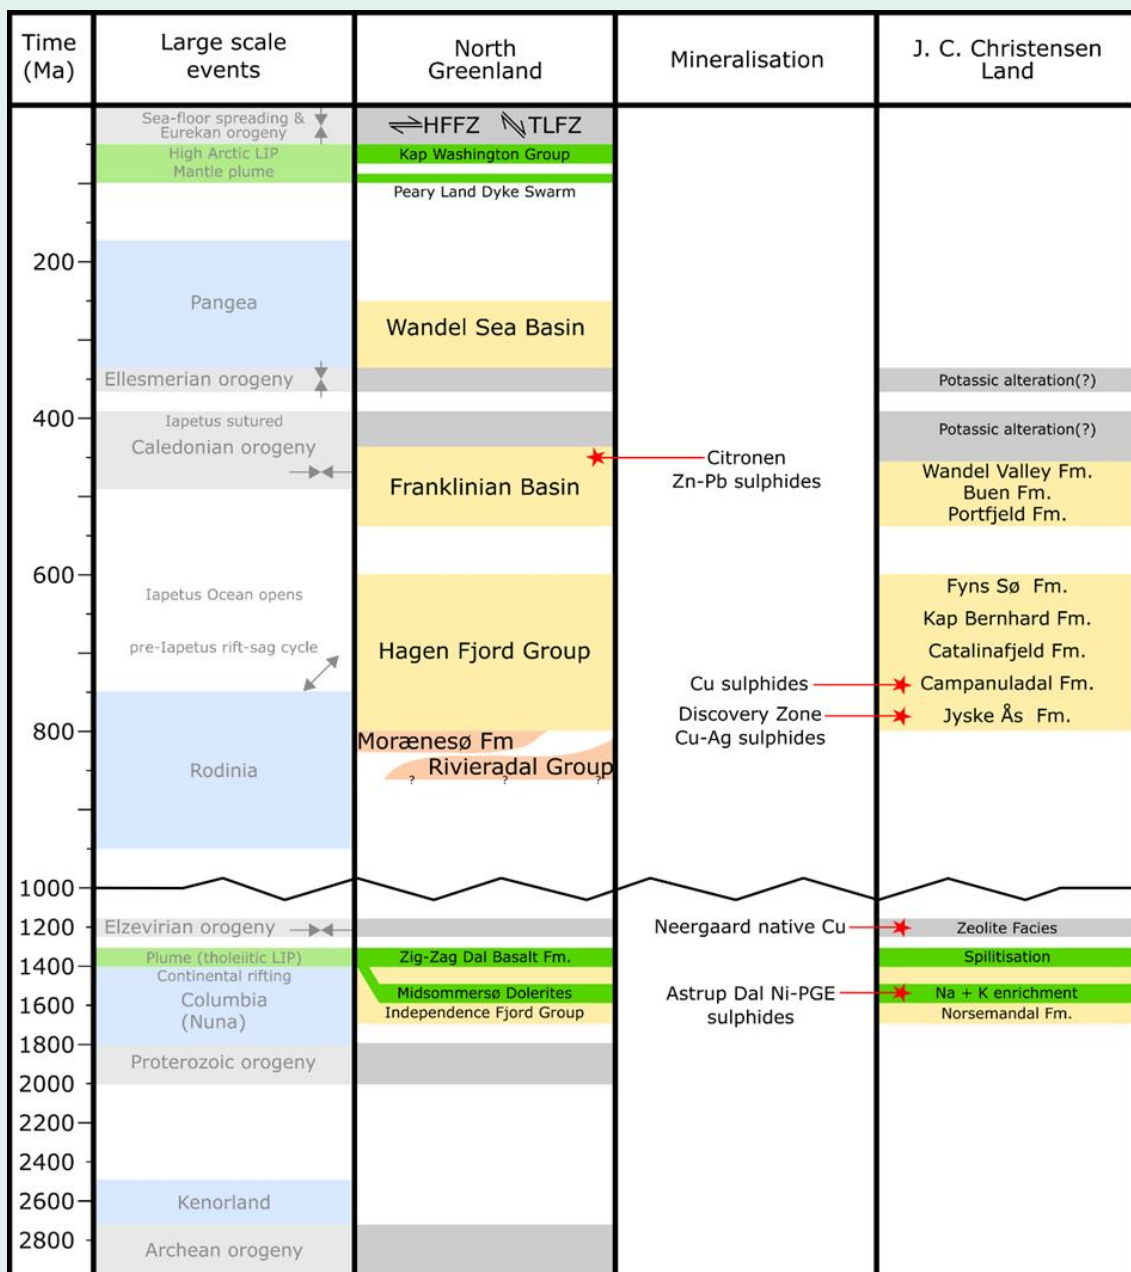 Time
(Ma)
Large scale
events
North
Greenland
Mineralisation
J. C. Christensen
Land
200
400
600
800
1000
1200
1400
1600
1800
2000
2200
2400
2600
2800
Sea-floor spreading &
Eurekan orogeny
High Arctic LIP
Mantle plume
Pangea
Ellesmerian orogeny
Iapetus sutured
Caledonian orogeny
Iapetus Ocean opens
pre-Iapetus rift-sag cycle
Rodinia
Elzevirian orogeny
Plume (tholeiitic LIP)
Continental rifting
Columbia
(Nuna)
Proterozoic orogeny
Kenorland
Archean orogeny
HFFZ TLFZ
Kap Washington Group
Peary Land Dyke Swarm
Wandel Sea Basin
Franklinian Basin
Hagen Fjord Group
Morænesø Fm
Rivieradal Group
? ? ?
Zig-Zag Dal Basalt Fm.
Midsommersø Dolerites
Independence Fjord Group
Citronen
Zn-Pb sulphides
Cu sulphides
Discovery Zone
Cu-Ag sulphides
Neergaard native Cu
Astrup Dal Ni-PGE
sulphides
Potassic alteration(?)
Potassic alteration(?)
Wandel Valley Fm.
Buen Fm.
Portfjeld Fm.
Fyns Sø Fm.
Kap Bernhard Fm.
Catalinafjeld Fm.
Campanuladal Fm.
Jyske Ås Fm.
Zeolite Facies
Spilitisation
Na + K enrichment
Norsemandal Fm.